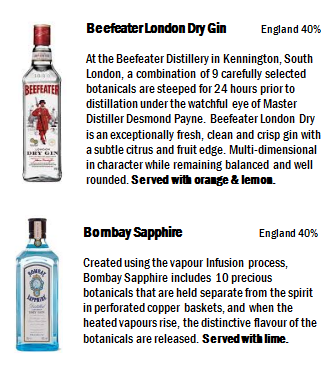 Beefeater London Dry Gin England 40%
At the Beefeater Distillery in Kennington, South
London, a combination of 9 carefully selected
botanicals are steeped for 24 hours prior to
distillation under the watchful eye of Master
Distiller Desmond Payne. Beefeater London Dry
is an exceptionally fresh, clean and crisp gin with
a subtle citrus and fruit edge. Multi-dimensional
in character while remaining balanced and well
rounded. Served with orange & lemon.
BEEFEATER
LONDON
DRY GIN
Bombay Sapphire England 40%
Created using the vapour Infusion process,
Bombay Sapphire includes 10 precious
botanicals that are held separate from the spirit
in perforated copper baskets, and when the
heated vapours rise, the distinctive flavour of the
botanicals are released. Served with lime.
BOMBAY
SAPPHIRE